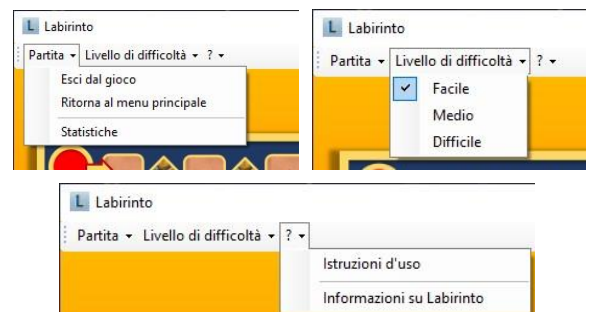 L Labirinto
Partita Livello di difficoltà ?
Esci dal gioco
Ritorna al menu principale
Statistiche
L Labirinto
Partita Livello di difficoltà ?
Facile
Medio
Difficile
L Labirinto
Partita Livello di difficoltà ?
Istruzioni d'uso
Informazioni su Labirinto